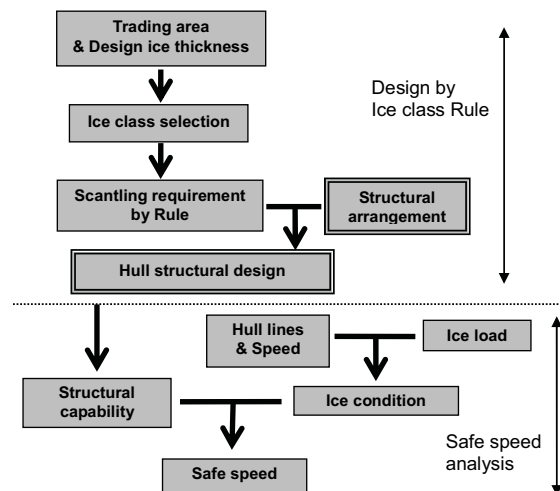 Trading area
& Design ice thickness
Design by
Ice class Rule
Ice class selection
Scantling requirement
by Rule
Structural
arrangement
Hull structural design
Hull lines
& Speed
Ice load
Structural
capability
Ice condition
Safe speed
analysis
Safe speed